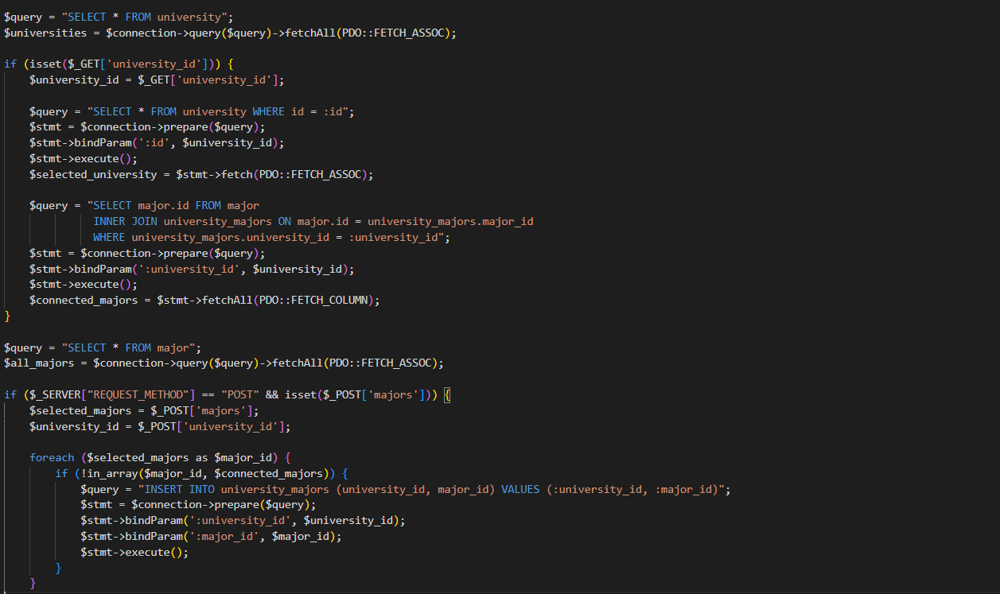 $query = "SELECT * FROM university";
$universities = $connection->query($query)->fetchAll(PDO::FETCH_ASSOC);
if (isset($_GET['university_id'])) {
$university_id = $_GET['university_id'];
$query = "SELECT * FROM university WHERE id = :id";
$stmt = $connection->prepare($query);
$stmt->bindParam(':id', $university_id);
$stmt->execute();
$selected_university = $stmt->fetch(PDO::FETCH_ASSOC);
$query = "SELECT major.id FROM major
INNER JOIN university_majors ON major.id = university_majors.major_id
WHERE university_majors.university_id = :university_id";
$stmt = $connection->prepare($query);
$stmt->bindParam(':university_id', $university_id);
$stmt->execute();
$connected_majors = $stmt->fetchAll(PDO::FETCH_COLUMN);
}
$query = "SELECT * FROM major";
$all_majors = $connection->query($query)->fetchAll(PDO::FETCH_ASSOC);
if ($_SERVER["REQUEST_METHOD"] == "POST" && isset($_POST['majors'])) {
$selected_majors = $_POST['majors'];
$university_id = $_POST['university_id'];
foreach ($selected_majors as $major_id) {
if (!in_array($major_id, $connected_majors)) {
$query = "INSERT INTO university_majors (university_id, major_id) VALUES (:university_id, :major_id)";
$stmt = $connection->prepare($query);
$stmt->bindParam(':university_id', $university_id);
$stmt->bindParam(':major_id', $major_id);
$stmt->execute();
}
}